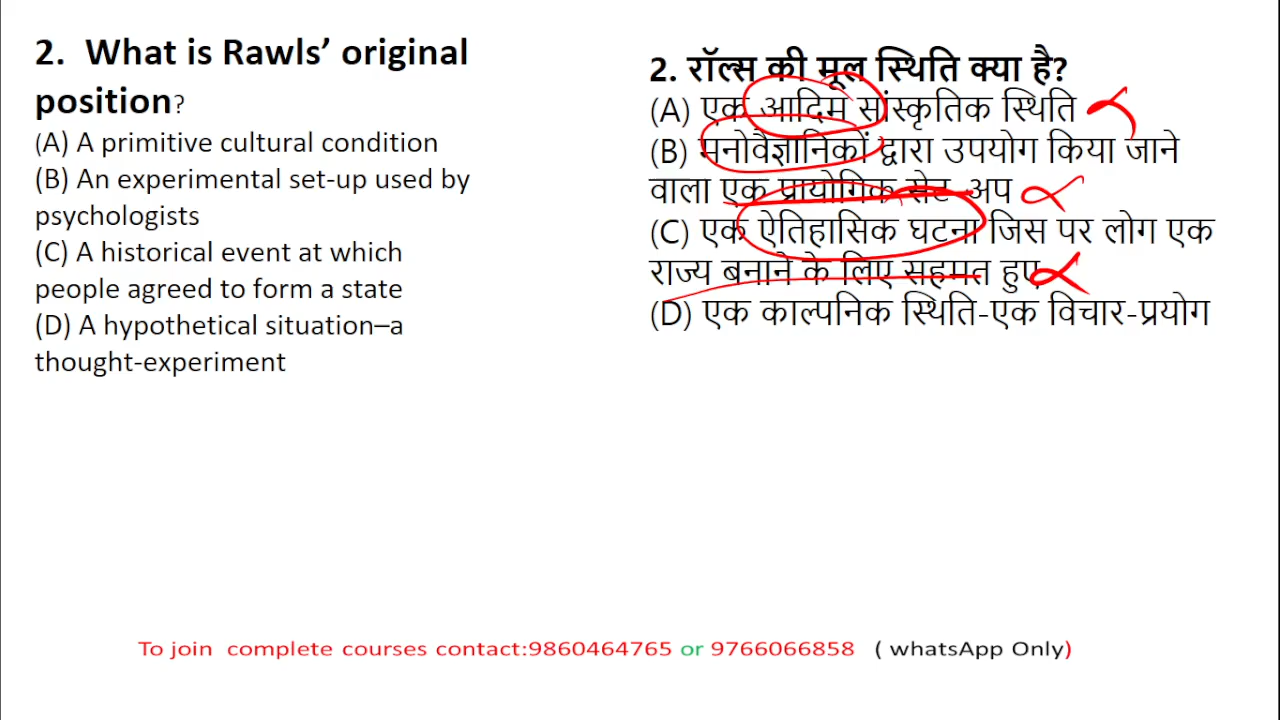 2. What is Rawls’ original
position?
(A) A primitive cultural condition
(B) An experimental set-up used by
psychologists
(C) A historical event at which
people agreed to form a state
(D) A hypothetical situation–a
thought-experiment
2. रॉल्स की मूल स्थिति क्या है?
(A) एक आदिम सांस्कृतिक स्थिति
(B) मनोवैज्ञानिकों द्वारा उपयोग किया जाने
वाला एक प्रायोगिक सेट-अप
(C) एक ऐतिहासिक घटना जिस पर लोग एक
राज्य बनाने के लिए सहमत हुए
(D) एक काल्पनिक स्थिति-एक विचार-प्रयोग
To join complete courses contact:9860464765 or 9766066858 ( whatsApp Only)